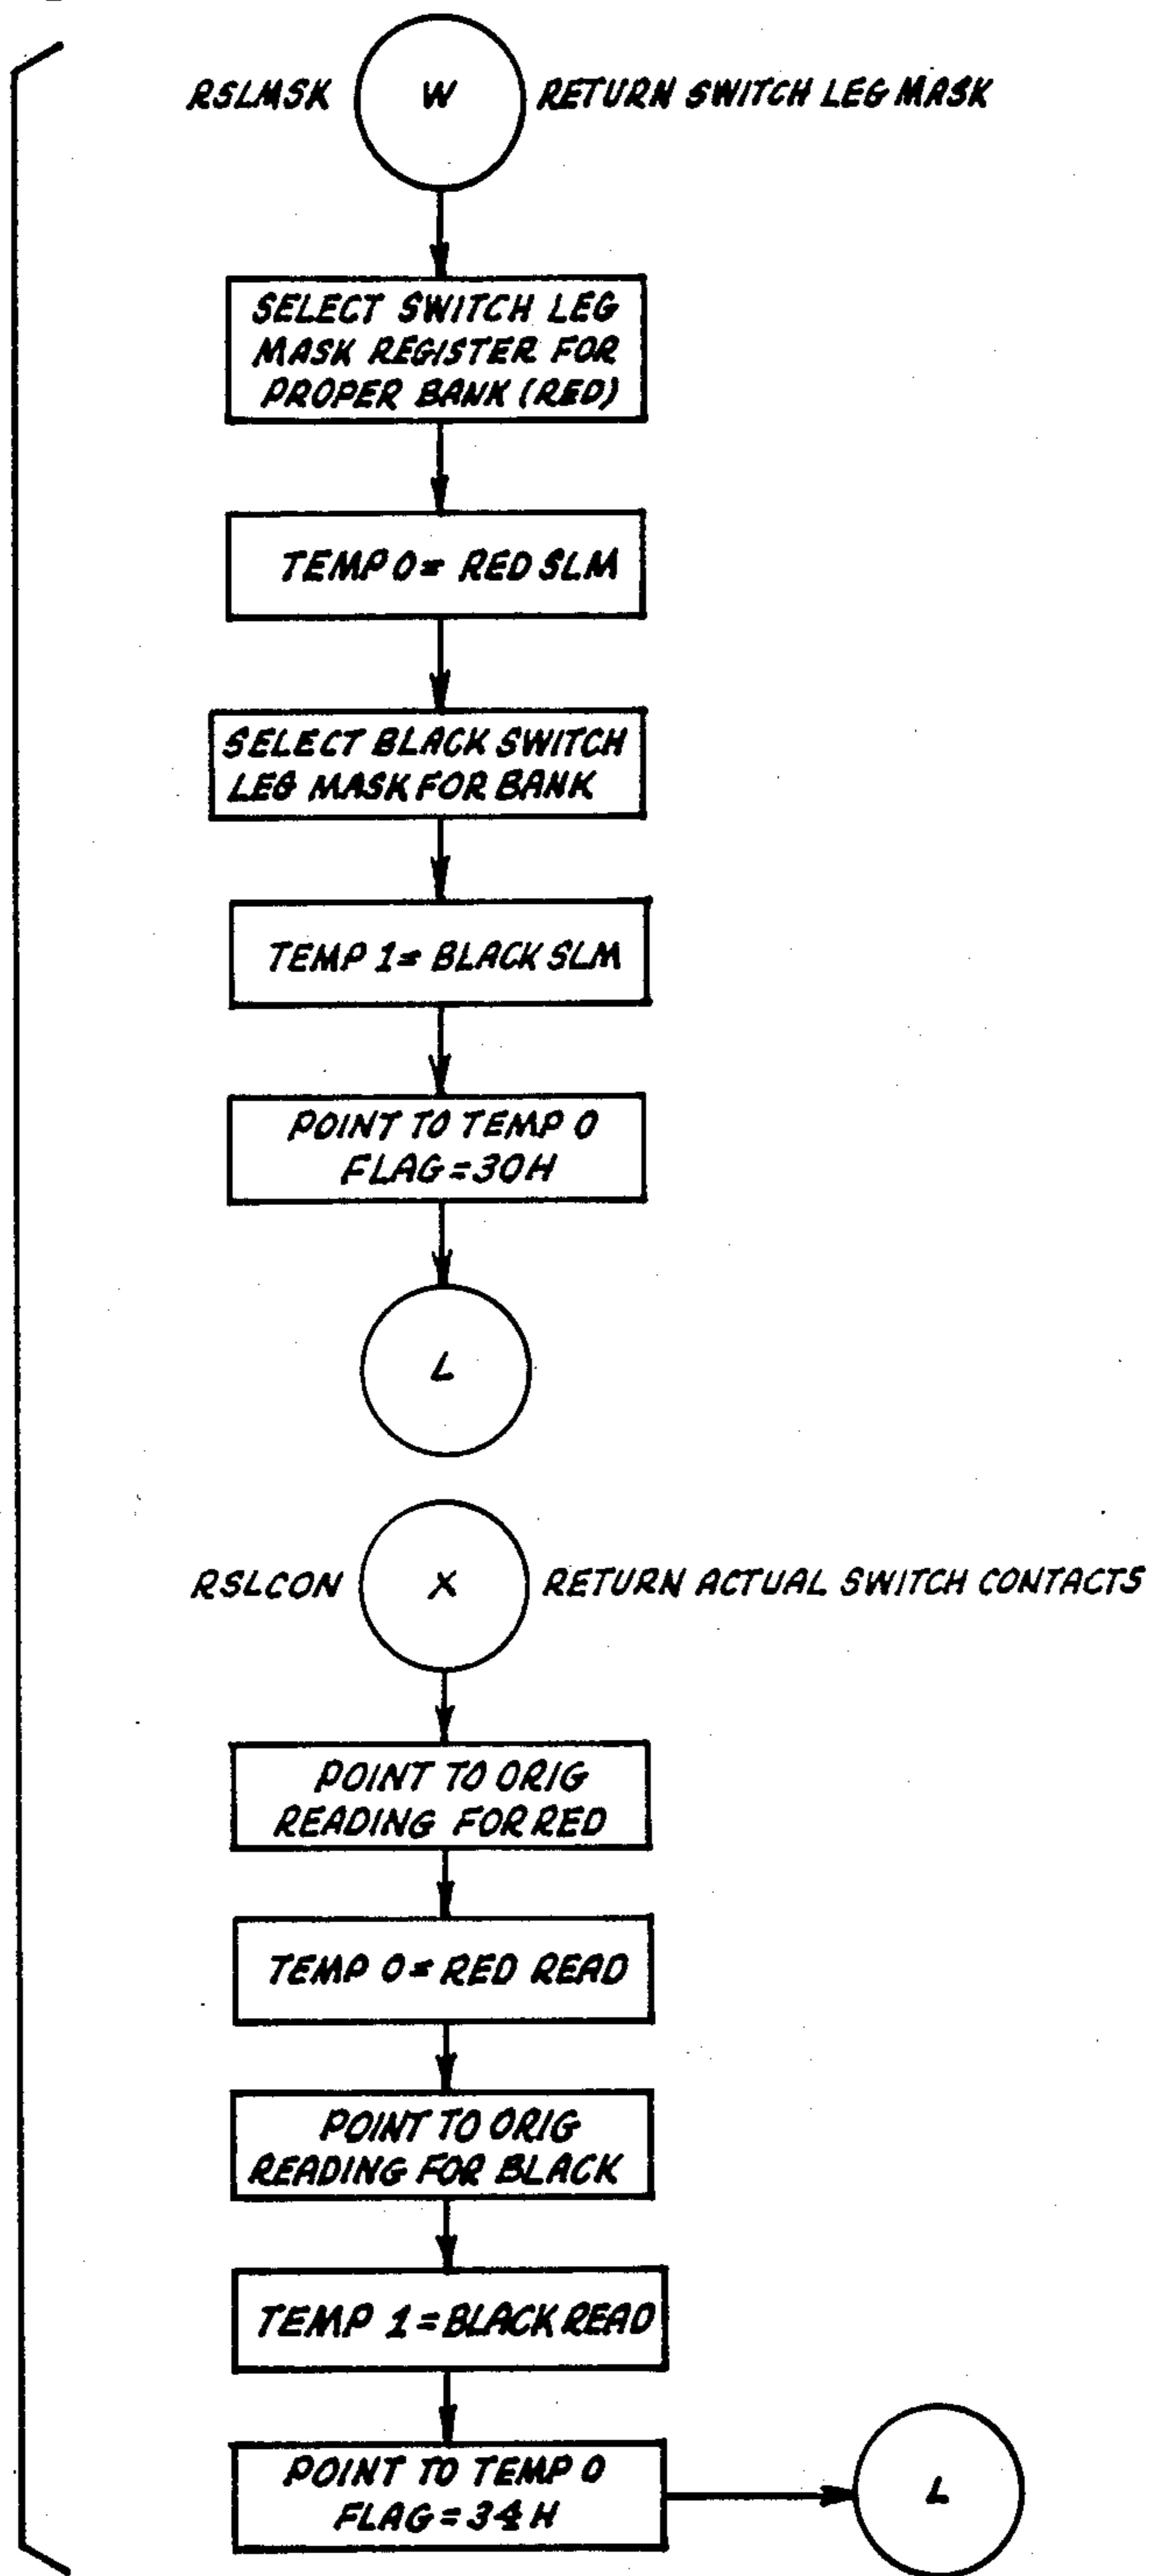 RSLMSK W RETURN SWITCH LEG MASK
SELECT SWITCH LEG
MASK REGISTER FOR
PROPER BANK (RED)
TEMP 0 = RED SLM
SELECT BLACK SWITCH
LEG MASK FOR BANK
TEMP 1 = BLACK SLM
POINT TO TEMP 0
FLAG = 30H
L
RSLCON X RETURN ACTUAL SWITCH CONTACTS
POINT TO ORIG
READING FOR RED
TEMP 0 = RED READ
POINT TO ORIG
READING FOR BLACK
TEMP 1 = BLACK READ
POINT TO TEMP 0
FLAG = 34H
L